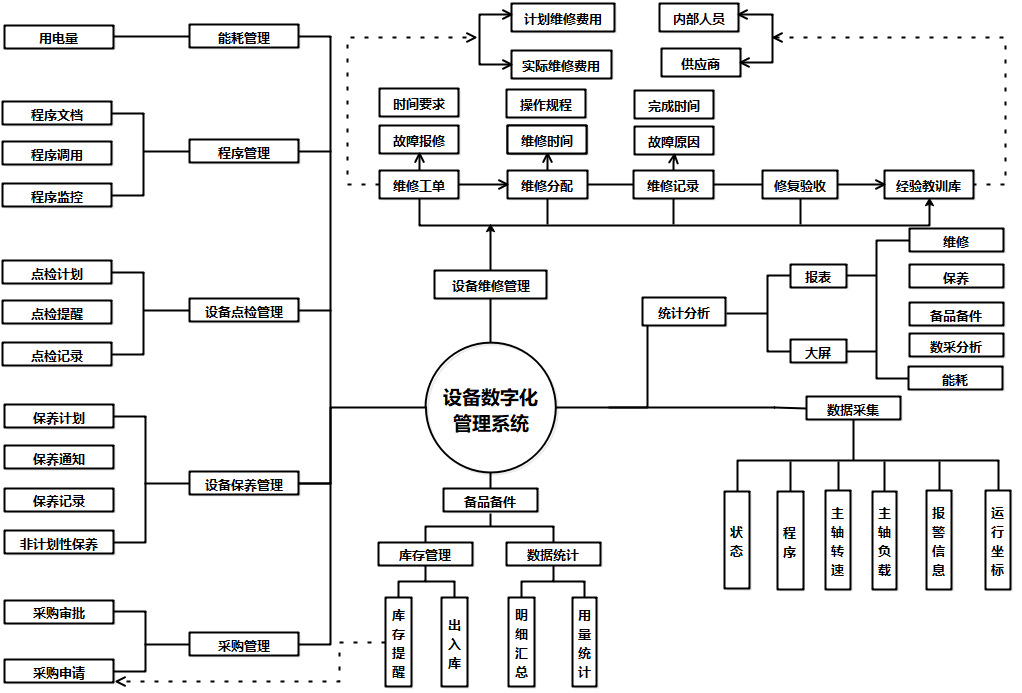 用电量
能耗管理
计划维修费用
实际维修费用
内部人员
供应商
程序文档
程序调用
程序监控
程序管理
时间要求
故障报修
操作规程
维修时间
完成时间
故障原因
维修工单
维修分配
维修记录
修复验收
经验教训库
点检计划
点检提醒
点检记录
设备点检管理
设备维修管理
统计分析
报表
大屏
维修
保养
备品备件
数采分析
能耗
设备数字化
管理系统
数据采集
状态
程序
主轴转速
主轴负载
报警信息
运行坐标
保养计划
保养通知
保养记录
非计划性保养
设备保养管理
备品备件
库存管理
数据统计
库存提醒
出入库
明细汇总
用量统计
采购审批
采购申请
采购管理